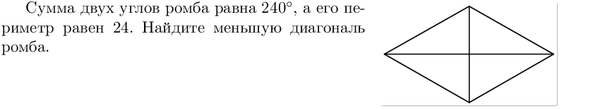 Сумма двух углов ромба равна 240°, а его пе-
риметр равен 24. Найдите меньшую диагональ
ромба.